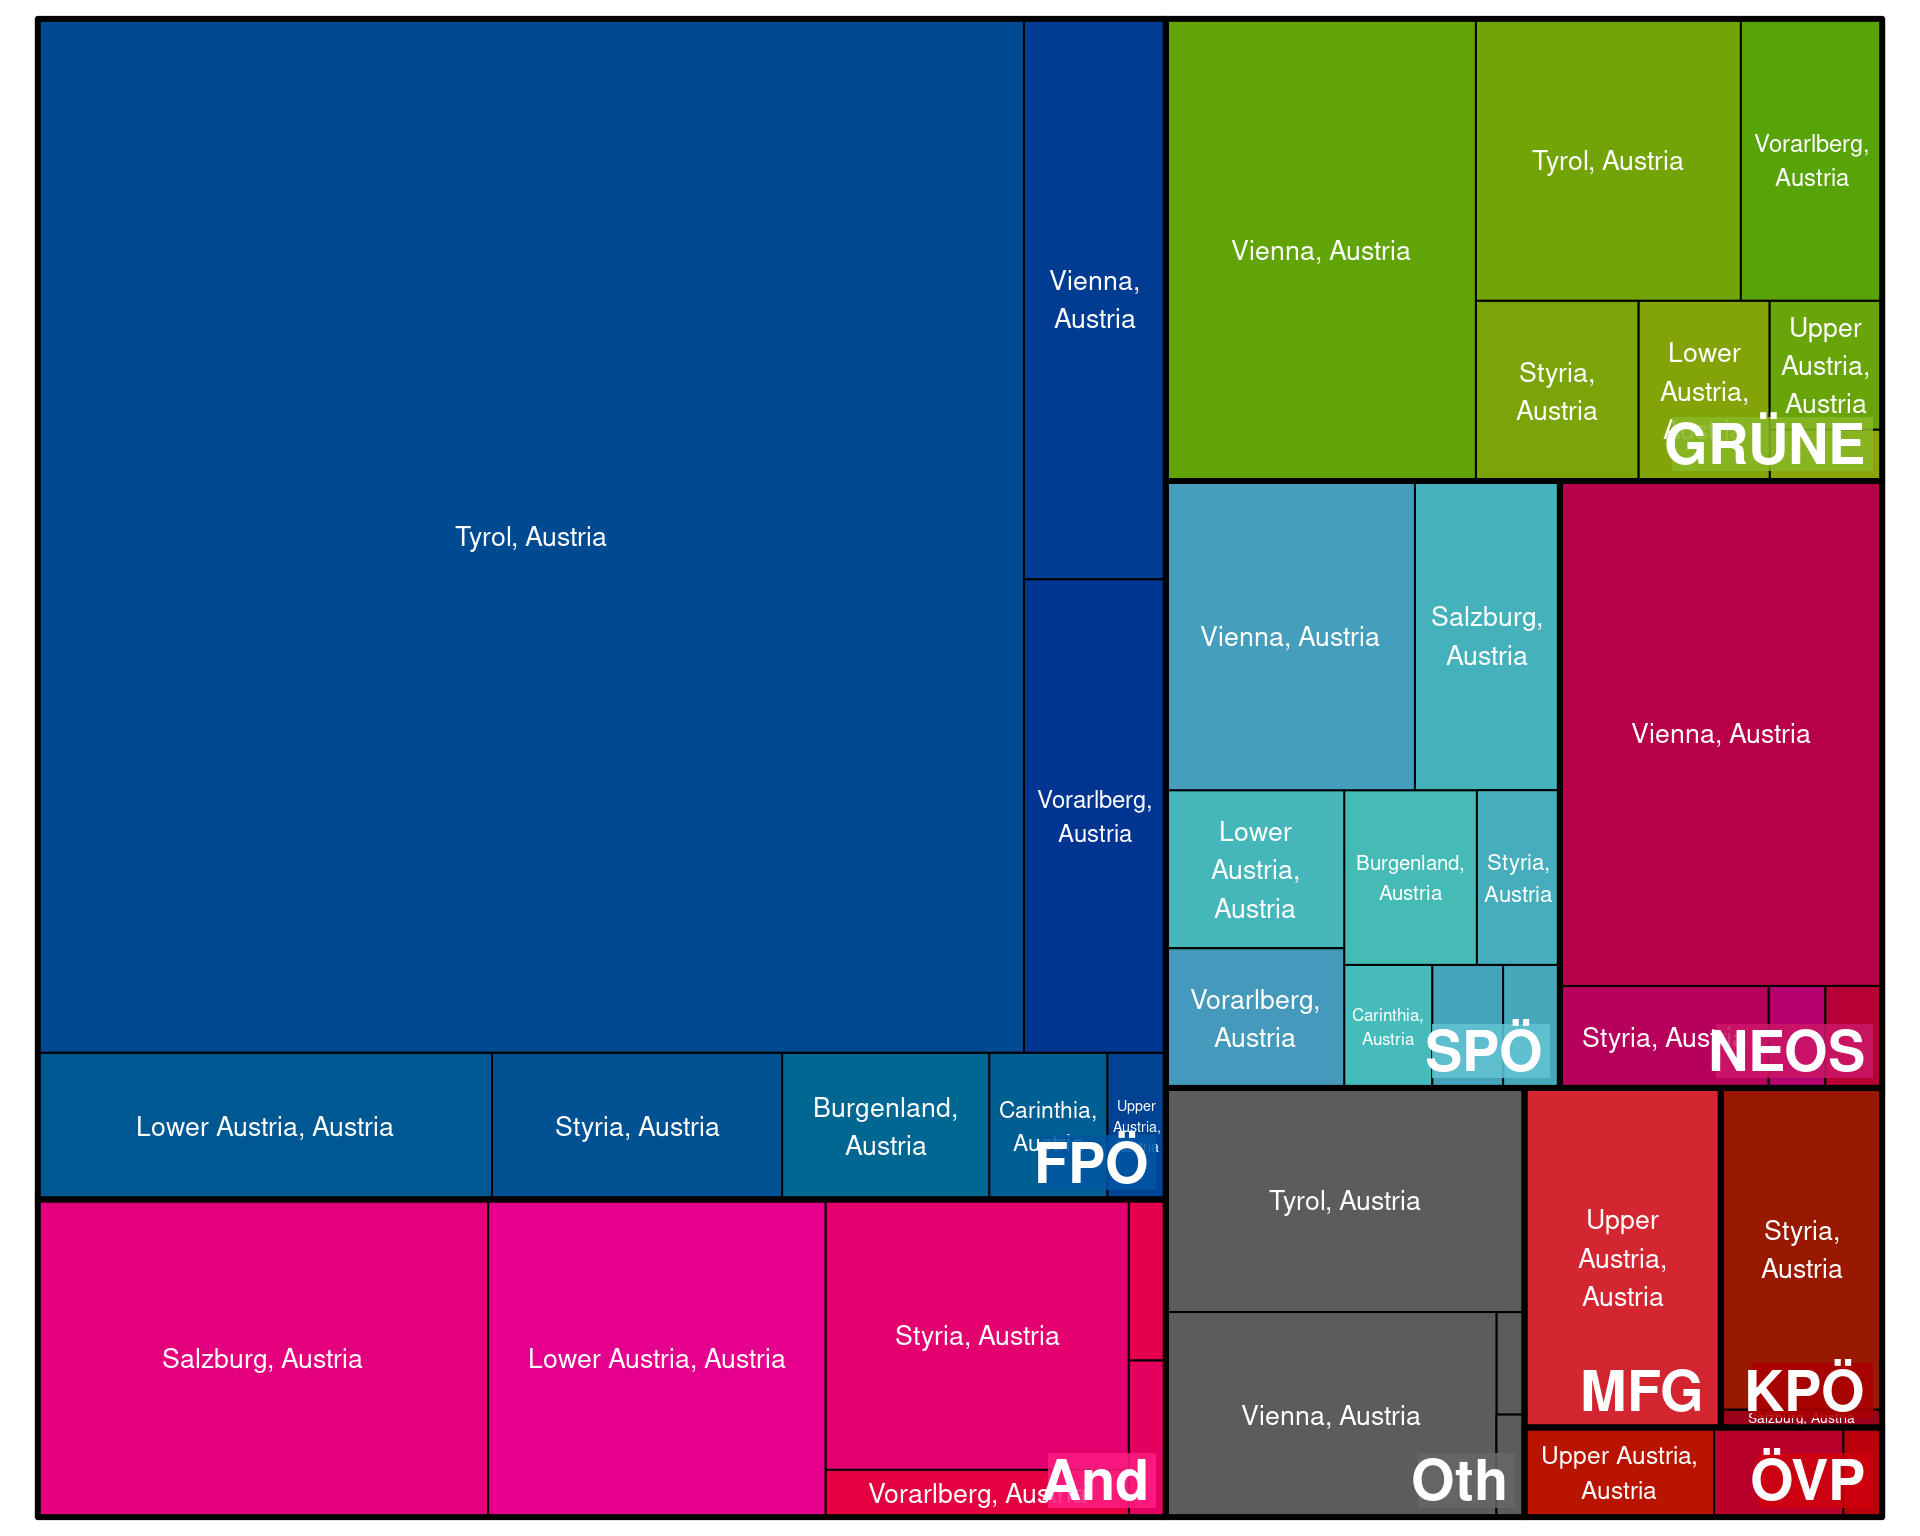 Tyrol, Austria
Vienna,
Austria
Vorarlberg,
Austria
Lower Austria, Austria
Styria, Austria
Burgenland,
Austria
Carinthia,
Upper
Austria,
FPÖ
Salzburg, Austria
Lower Austria, Austria
Styria, Austria
Vorarlberg, Austria
And
Vienna, Austria
Tyrol, Austria
Vorarlberg,
Austria
Styria,
Austria
Lower
Austria,
Upper
Austria,
Austria
GRÜNE
Vienna, Austria
Salzburg,
Austria
Lower
Austria,
Austria
Burgenland,
Austria
Styria,
Austria
Vorarlberg,
Austria
Carinthia,
Austria
SPÖ
Vienna, Austria
Styria, Austria
NEOS
Tyrol, Austria
Vienna, Austria
Oth
Upper
Austria,
Austria
MFG
Styria,
Austria
KPÖ
Salzburg, Austria
Upper Austria,
Austria
ÖVP